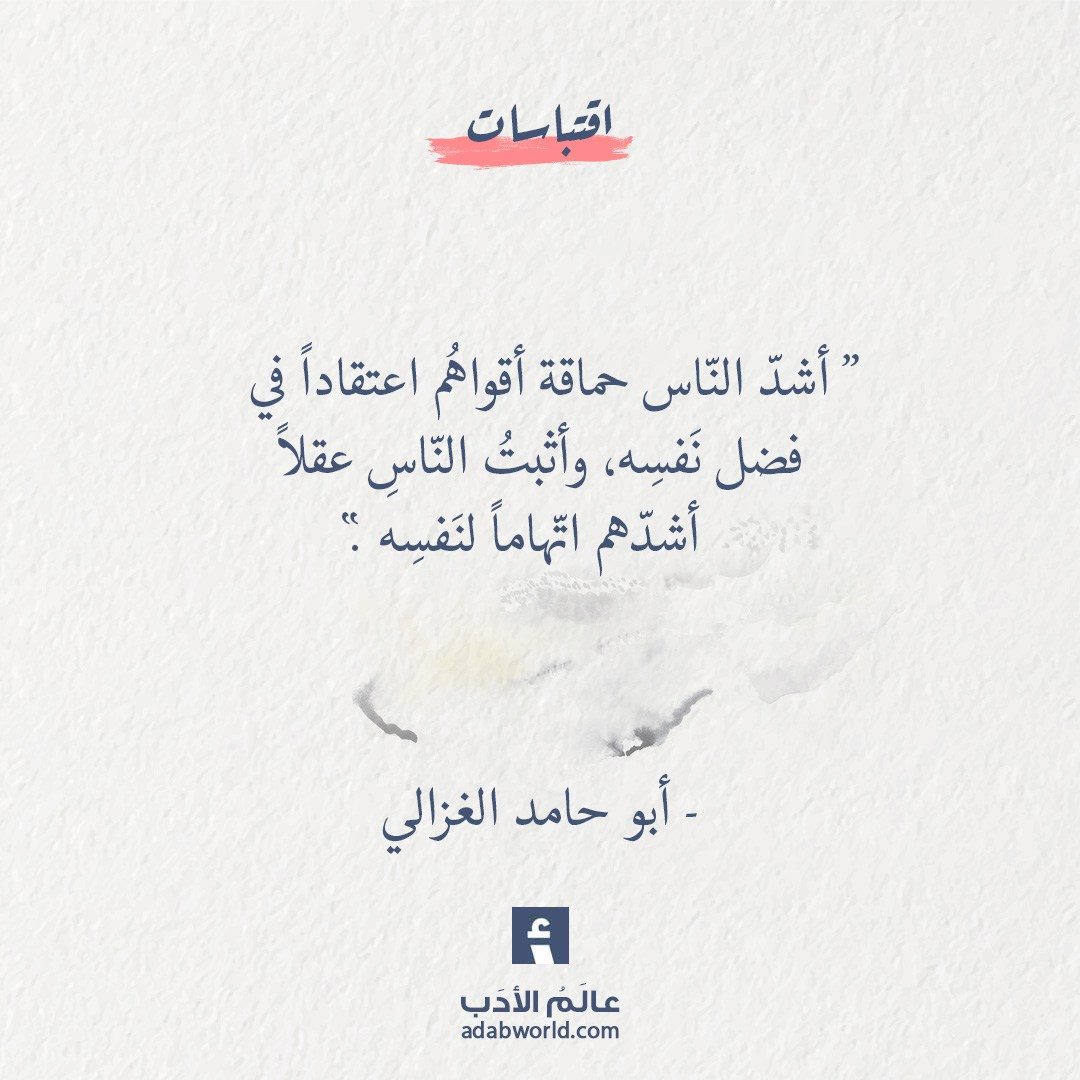 اقتباسات
” أشدّ النّاس حماقة أقواهُم اعتقاداً في
فضل نَفسِه، وأثبتُ النّاسِ عقلاً
أشدّهم اتّهاماً لنَفسِه .“
- أبو حامد الغزالي
أ
عالَمُ الأدَب
adabworld.com